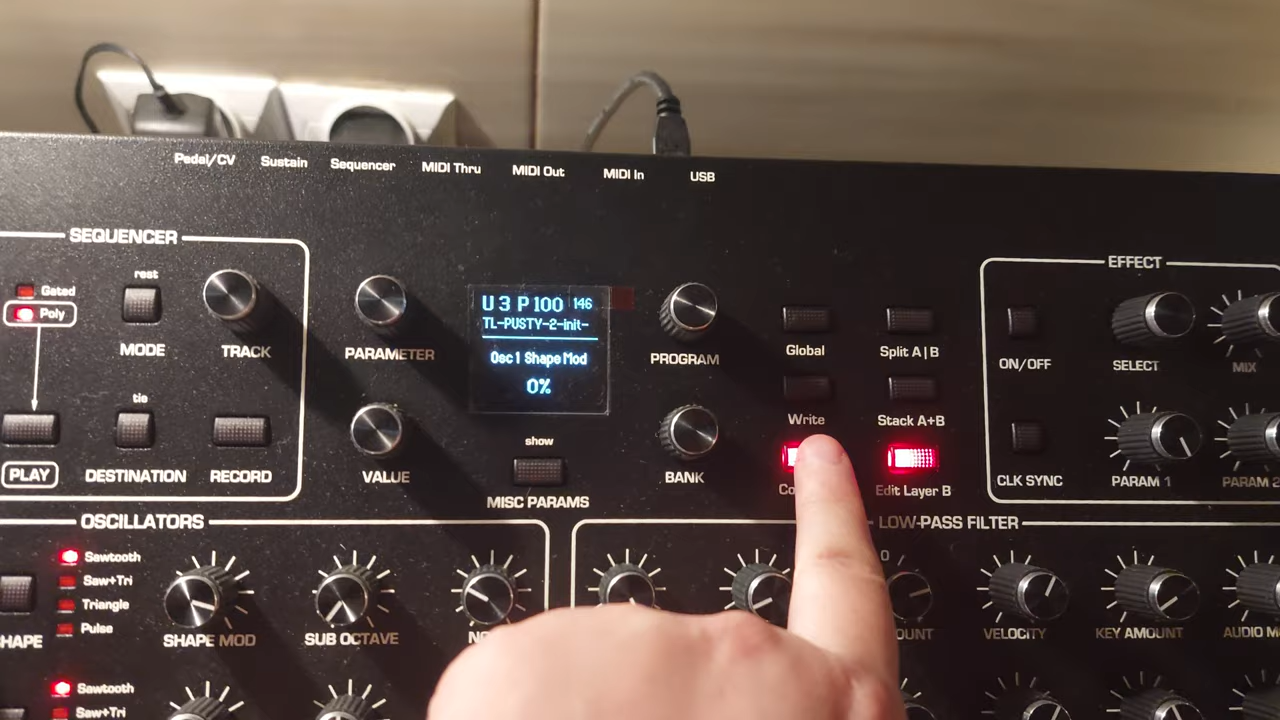 Pedal/CV Sustain Sequencer MIDI Thru MIDI Out MIDI In USB
SEQUENCER
Gated
Poly
PLAY
rest
MODE
tie
DESTINATION
TRACK
RECORD
PARAMETER
VALUE
U 3 P 100 146
TL-PUSTY-2-init-
Osc 1 Shape Mod
0%
show
MISC PARAMS
PROGRAM
BANK
Global
Write
Split A|B
Stack A+B
Edit Layer B
EFFECT
ON/OFF
CLK SYNC
SELECT
MIX
PARAM 1
PARAM 2
OSCILLATORS
Sawtooth
Saw+Tri
Triangle
Pulse
SHAPE MOD
SUB OCTAVE
LOW-PASS FILTER
0
VELOCITY
KEY AMOUNT
Sawtooth
Saw+Tri